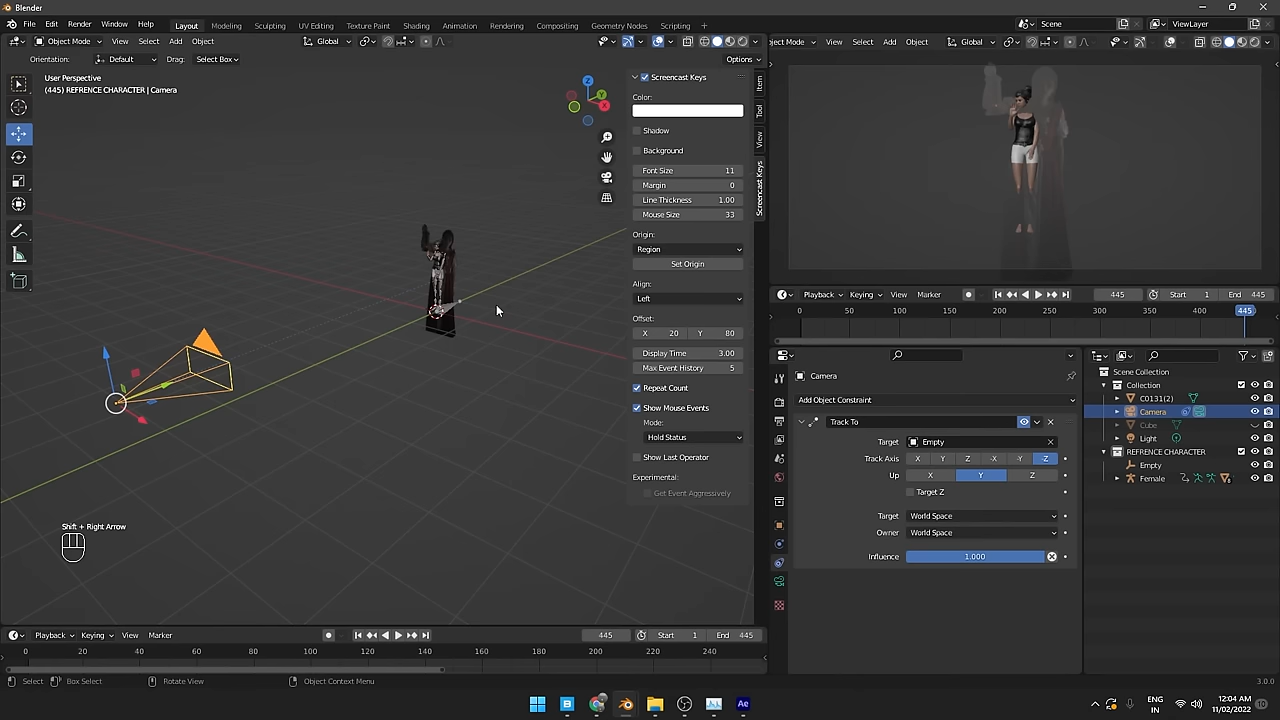 Blender
File Edit Render Window Help
Layout Modeling Sculpting UV Editing Texture Paint Shading Animation Rendering Compositing Geometry Nodes Scripting +
Scene
ViewLayer
Object Mode View Select Add Object
Global
Orientation: Default Drag: Select Box
Options
ject Mode View Select Add Object
Global
User Perspective
(445) REFRENCE CHARACTER | Camera
Z
Y
X
Screencast Keys
Color:
Shadow
Background
Font Size 11
Margin 0
Line Thickness 1.00
Mouse Size 33
Origin:
Region
Set Origin
Align:
Left
Offset:
X 20 Y 80
Display Time 3.00
Max Event History 5
Repeat Count
Show Mouse Events
Mode:
Hold Status
Show Last Operator
Experimental:
Get Event Aggressively
Item
Tool
View
Screencast Keys
Shift + Right Arrow
Playback Keying View Marker
445 Start 1 End 445
0 50 100 150 200 250 300 350 400 445
Camera
Add Object Constraint
Track To
Target Empty
Track Axis X Y Z -X -Y -Z
Up X Y Z
Target Z
Target World Space
Owner World Space
Influence 1.000
Scene Collection
Collection
C0131(2)
Camera
Cube
Light
REFRENCE CHARACTER
Empty
Female
Playback Keying View Marker
445 Start 1 End 445
0 20 40 60 80 100 120 140 160 180 200 220 240
Select Box Select Rotate View Object Context Menu
3.0.0
ENG
IN
12:04 AM
11/02/2022